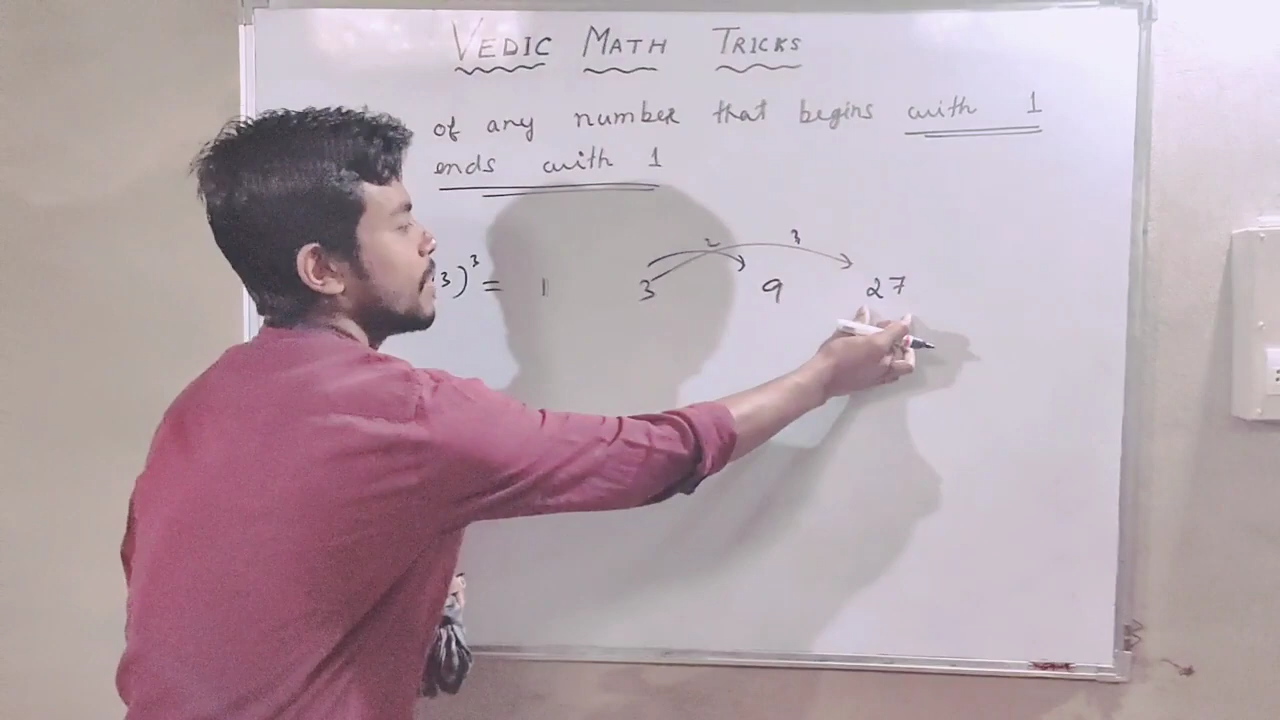 VEDIC MATH TRICKS
of any number that begins with 1
ends with 1
2 3
3)³ = 1 3 9 27